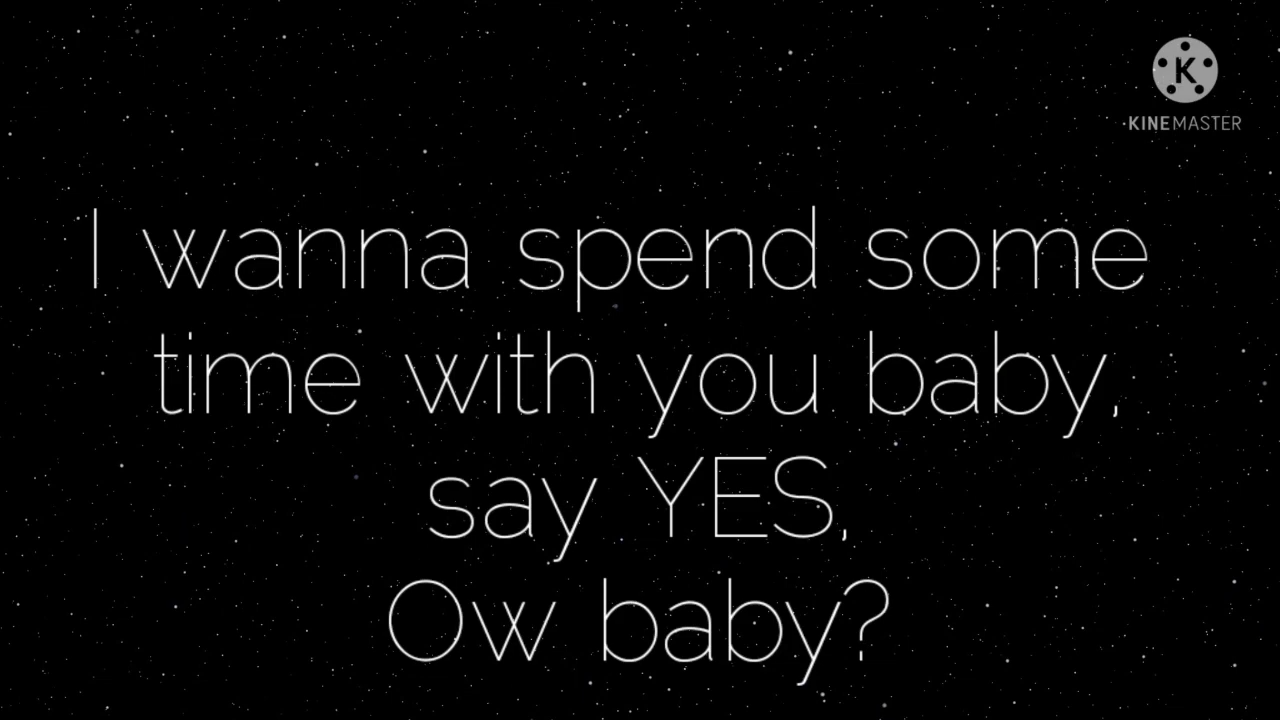 K
KINEMASTER
I wanna spend some
time with you baby,
say YES,
Ow baby?